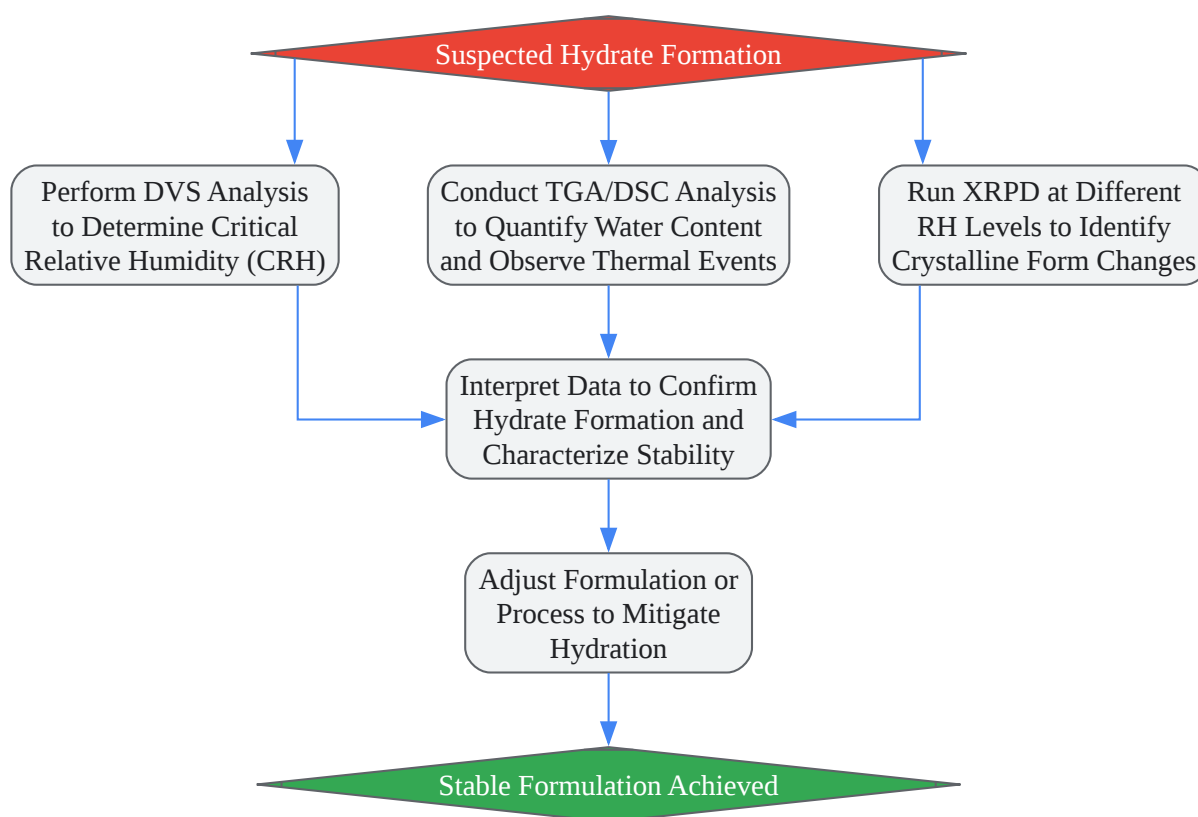 Suspected Hydrate Formation
Perform DVS Analysis
to Determine Critical
Relative Humidity (CRH)
Conduct TGA/DSC Analysis
to Quantify Water Content
and Observe Thermal Events
Run XRPD at Different
RH Levels to Identify
Crystalline Form Changes
Interpret Data to Confirm
Hydrate Formation and
Characterize Stability
Adjust Formulation or
Process to Mitigate
Hydration
Stable Formulation Achieved